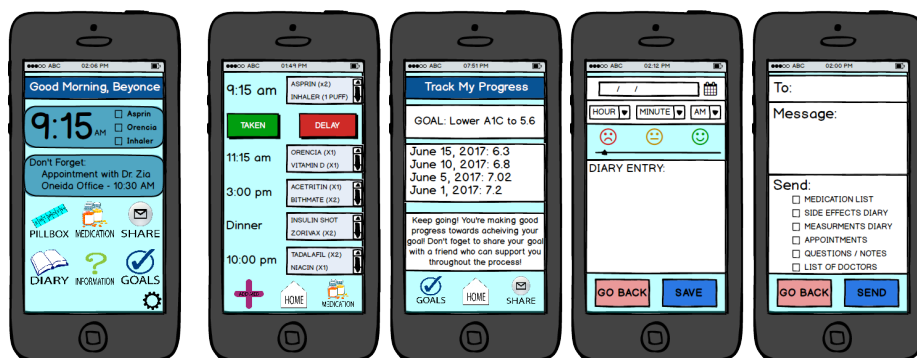 ABC 02:06 PM
Good Morning, Beyonce
9:15 AM
Asprin
Orencia
Inhaler
Don't Forget:
Appointment with Dr. Zia
Oneida Office - 10:30 AM
PILLBOX MEDICATION SHARE
DIARY INFORMATION GOALS
ABC 01:49 PM
9:15 am
ASPRIN (X2)
INHALER (1 PUFF)
TAKEN DELAY
11:15 am
ORENCIA (X1)
VITAMIN D (X1)
3:00 pm
ACETRITIN (X1)
BITHMATE (X2)
Dinner
INSULIN SHOT
ZORIVAX (X2)
10:00 pm
TADALAFIL (X2)
NIACIN (X1)
HOME MEDICATION
ABC 07:51 PM
Track My Progress
GOAL: Lower A1C to 5.6
June 15, 2017: 6.3
June 10, 2017: 6.8
June 5, 2017: 7.02
June 1, 2017: 7.2
Keep going! You're making good
progress towards acheiving your
goal! Don't foget to share your goal
with a friend who can support you
throughout the process!
GOALS HOME SHARE
ABC 02:12 PM
/ /
HOUR MINUTE AM
DIARY ENTRY:
GO BACK SAVE
ABC 02:00 PM
To:
Message:
Send:
MEDICATION LIST
SIDE EFFECTS DIARY
MEASURMENTS DIARY
APPOINTMENTS
QUESTIONS / NOTES
LIST OF DOCTORS
GO BACK SEND